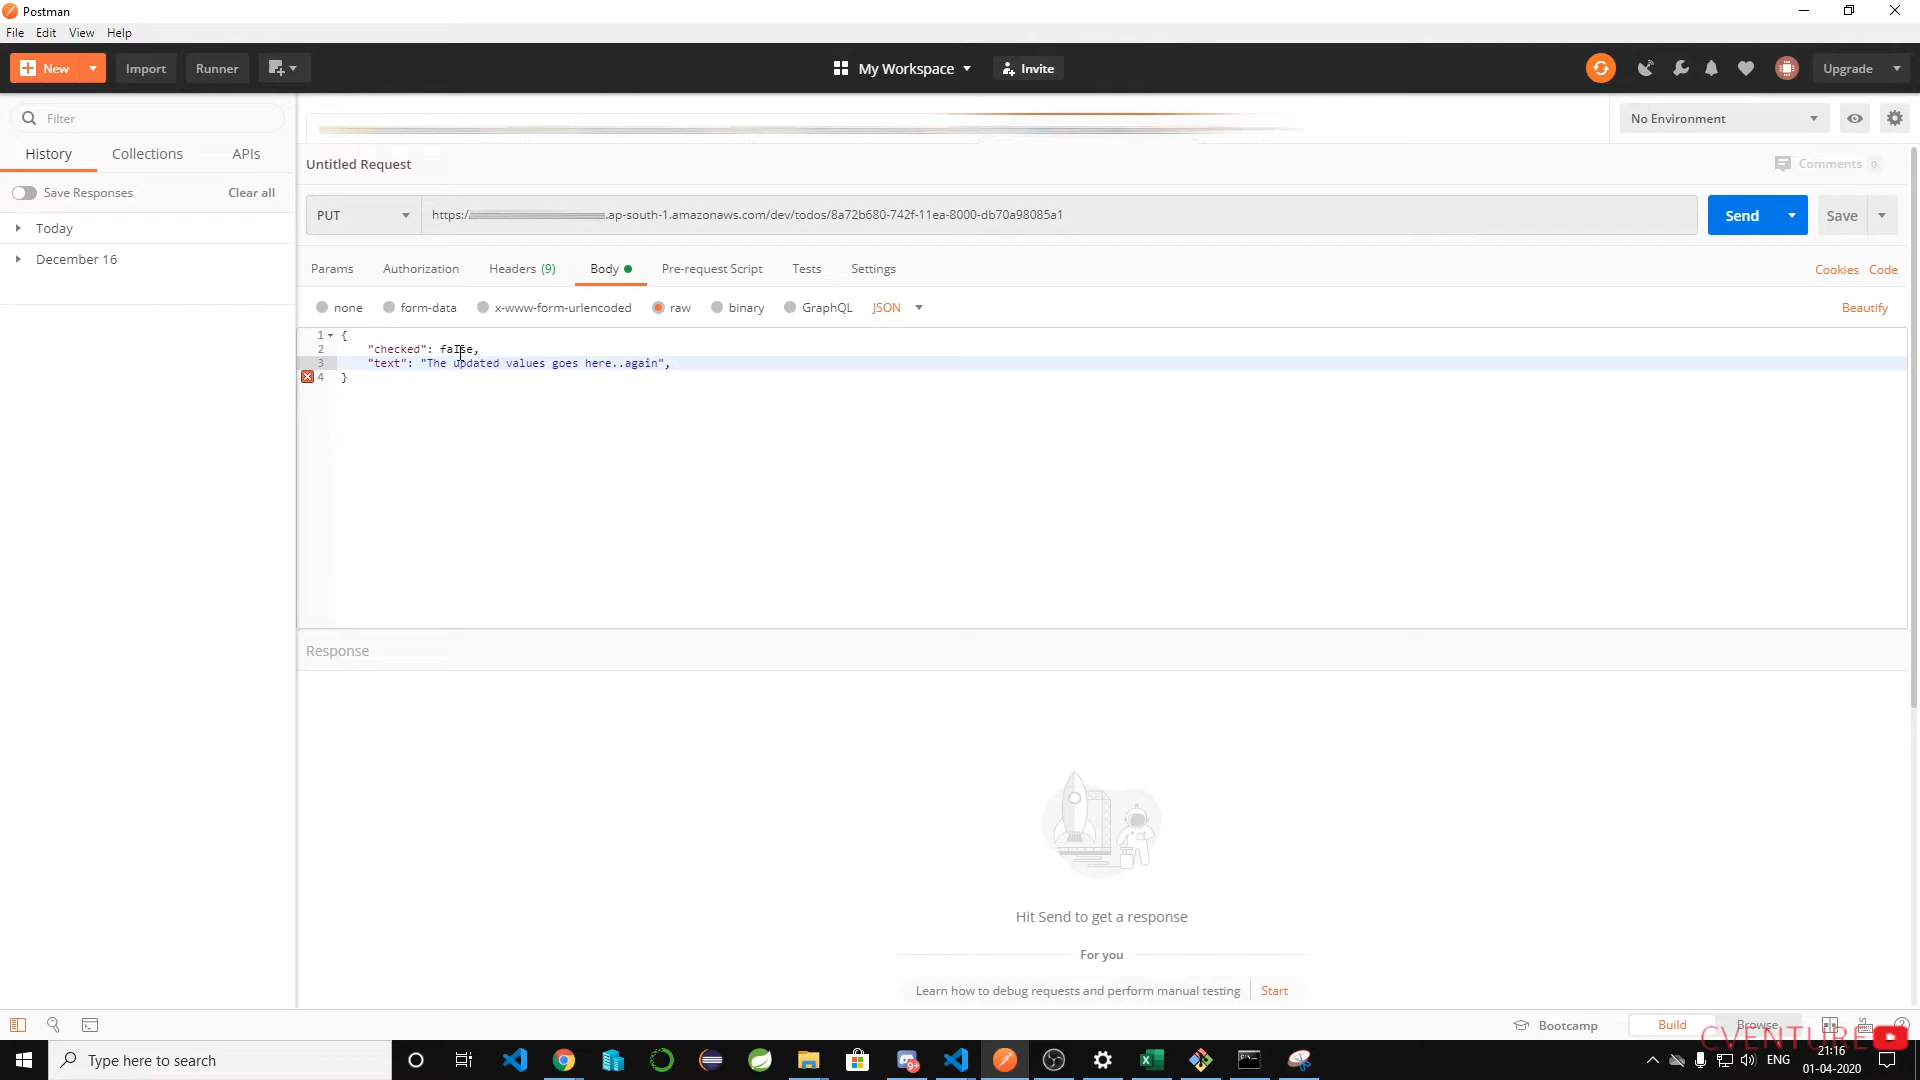 Postman
File Edit View Help
New Import Runner My Workspace Invite Upgrade
Filter
No Environment
History Collections APIs
Save Responses Clear all
Today
December 16
Untitled Request
Comments 0
PUT https:/ .ap-south-1.amazonaws.com/dev/todos/8a72b680-742f-11ea-8000-db70a98085a1 Send Save
Params Authorization Headers (9) Body Pre-request Script Tests Settings Cookies Code
none form-data x-www-form-urlencoded raw binary GraphQL JSON Beautify
1 {
2 "checked": false,
3 "text": "The updated values goes here..again",
4 }
Response
Hit Send to get a response
For you
Learn how to debug requests and perform manual testing Start
Bootcamp Build Browse
CVENTURE
Type here to search
9+
ENG
21:16
01-04-2020